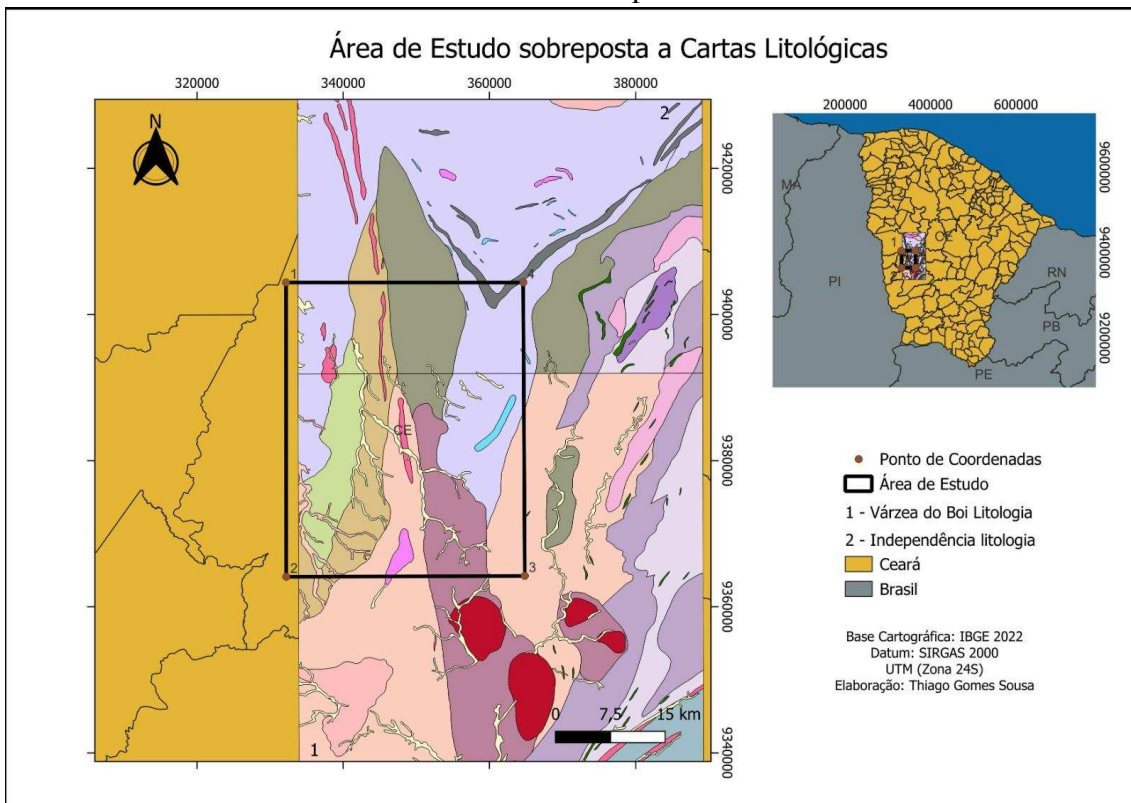 Área de Estudo sobreposta a Cartas Litológicas
320000
340000
360000
380000
N
2
9420000
9400000
9380000
9360000
9340000
1
4
CE
2
3
1
0
7,5
15 km
200000
400000
600000
9600000
9400000
9200000
MA
PI
CE
RN
PB
PE
Ponto de Coordenadas
Área de Estudo
1 - Várzea do Boi Litologia
2 - Independência litologia
Ceará
Brasil
Base Cartográfica: IBGE 2022
Datum: SIRGAS 2000
UTM (Zona 24S)
Elaboração: Thiago Gomes Sousa